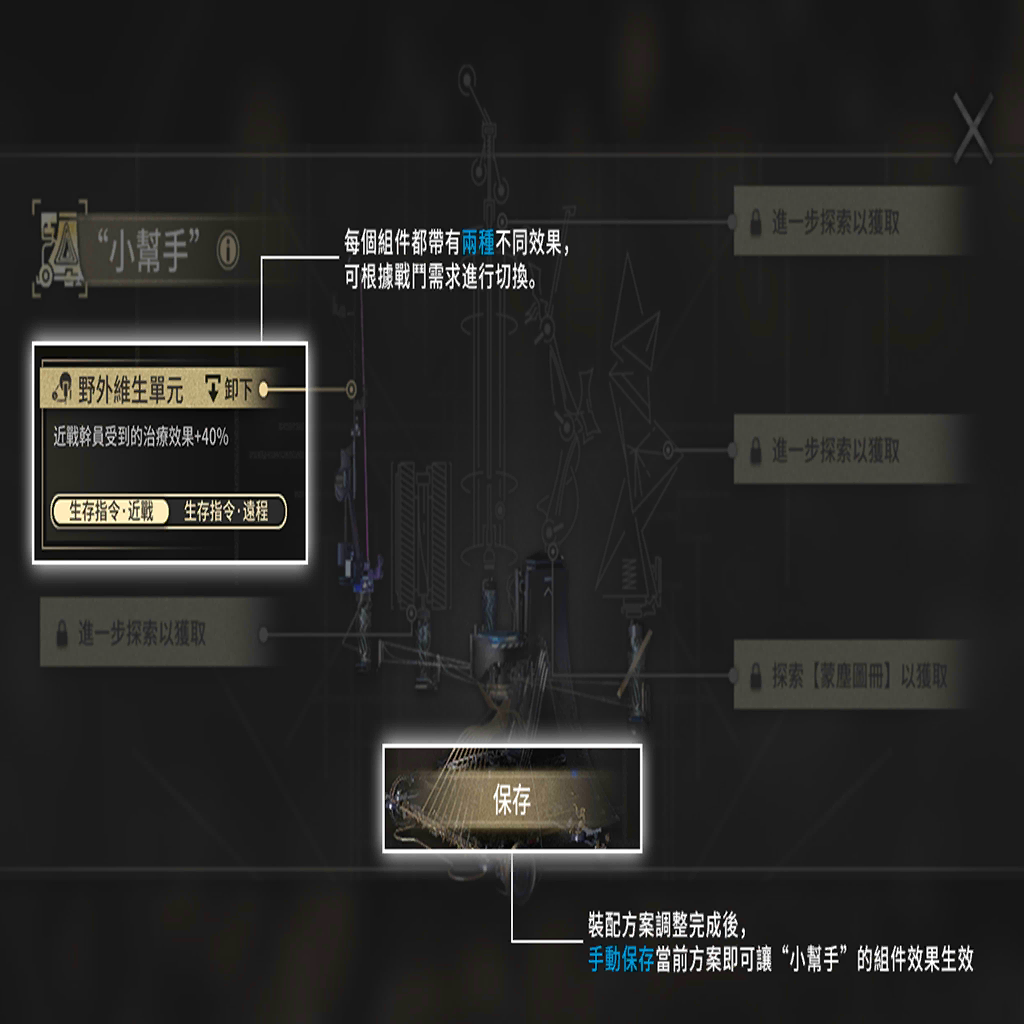 “小幫手”
每個組件都帶有兩種不同效果，
可根據戰鬥需求進行切換。
進一步探索以獲取
野外維生單元 卸下
近戰幹員受到的治療效果+40%
生存指令·近戰 生存指令·遠程
進一步探索以獲取
進一步探索以獲取
探索【蒙塵圖冊】以獲取
保存
裝配方案調整完成後，
手動保存當前方案即可讓“小幫手”的組件效果生效